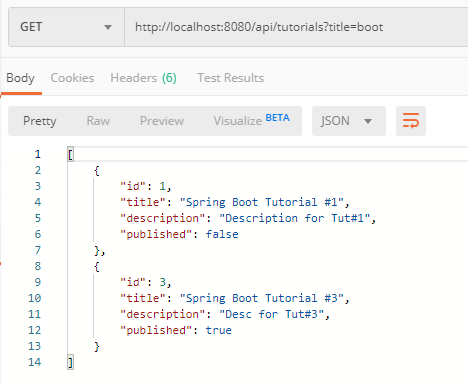 GET http://localhost:8080/api/tutorials?title=boot
Body Cookies Headers (6) Test Results
Pretty Raw Preview Visualize BETA JSON
1 [
2 {
3 "id": 1,
4 "title": "Spring Boot Tutorial #1",
5 "description": "Description for Tut#1",
6 "published": false
7 },
8 {
9 "id": 3,
10 "title": "Spring Boot Tutorial #3",
11 "description": "Desc for Tut#3",
12 "published": true
13 }
14 ]